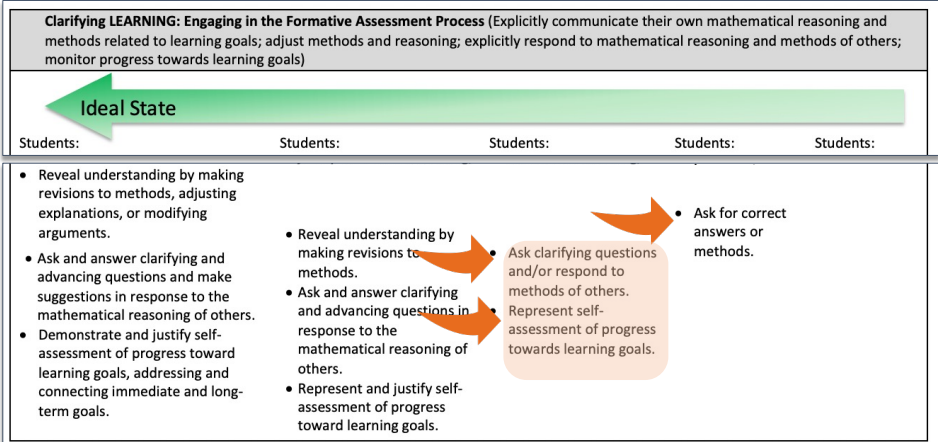 Clarifying LEARNING: Engaging in the Formative Assessment Process (Explicitly communicate their own mathematical reasoning and
methods related to learning goals; adjust methods and reasoning; explicitly respond to mathematical reasoning and methods of others;
monitor progress towards learning goals)
Ideal State
Students:
Students:
Students:
Students:
Students:
• Reveal understanding by making
revisions to methods, adjusting
explanations, or modifying
arguments.
• Ask and answer clarifying and
advancing questions and make
suggestions in response to the
mathematical reasoning of others.
• Demonstrate and justify self-
assessment of progress toward
learning goals, addressing and
connecting immediate and long-
term goals.
• Reveal understanding by
making revisions to
methods.
• Ask and answer clarifying
and advancing questions in
response to the
mathematical reasoning of
others.
• Represent and justify self-
assessment of progress
toward learning goals.
• Ask clarifying questions
and/or respond to
methods of others.
• Represent self-
assessment of progress
towards learning goals.
• Ask for correct
answers or
methods.